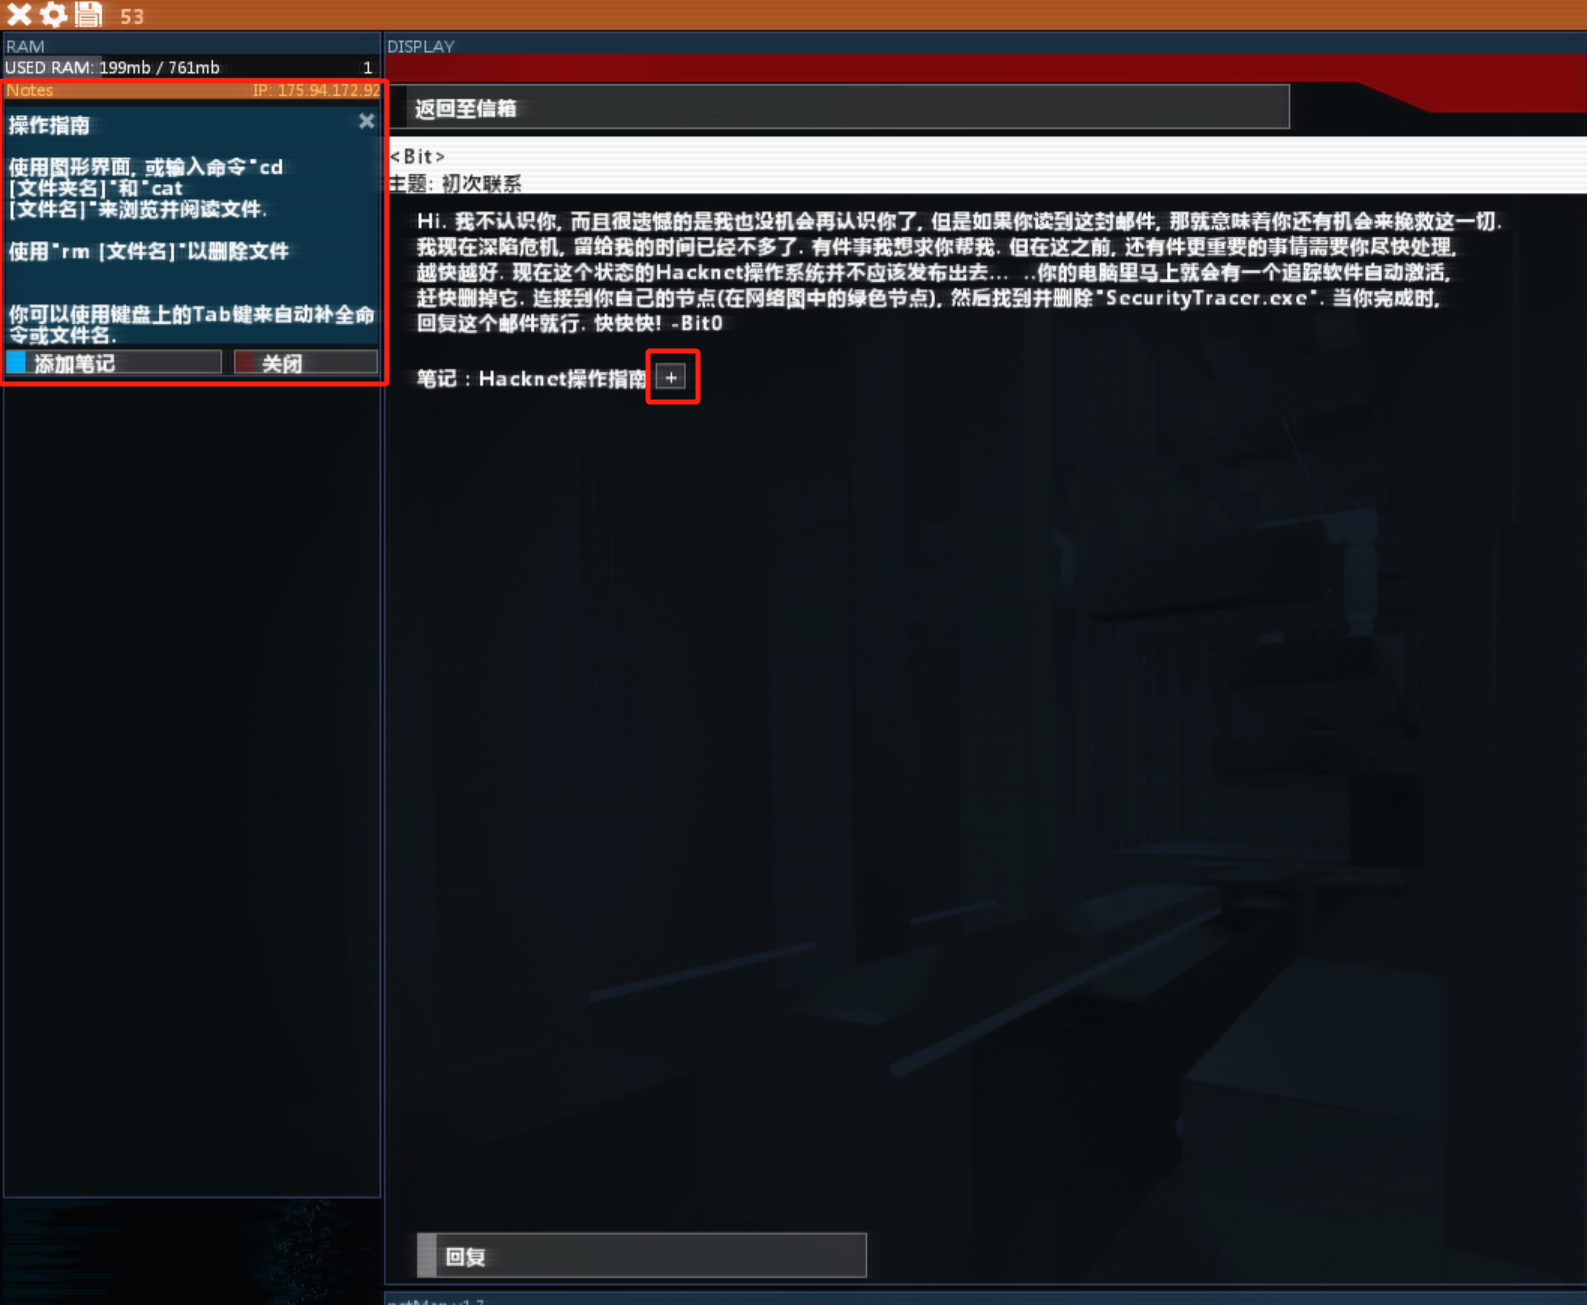 53
RAM
USED RAM: 199mb / 761mb 1
Notes IP: 175.94.172.92
操作指南
使用图形界面, 或输入命令"cd
[文件夹名]"和"cat
[文件名]"来浏览并阅读文件.
使用"rm [文件名]"以删除文件
你可以使用键盘上的Tab键来自动补全命
令或文件名.
添加笔记 关闭
DISPLAY
返回至信箱
<Bit>
主题: 初次联系
Hi. 我不认识你, 而且很遗憾的是我也没机会再认识你了, 但是如果你读到这封邮件, 那就意味着你还有机会来挽救这一切.
我现在深陷危机, 留给我的时间已经不多了. 有件事我想求你帮我. 但在这之前, 还有件更重要的事情需要你尽快处理,
越快越好. 现在这个状态的Hacknet操作系统并不应该发布出去... ..你的电脑里马上就会有一个追踪软件自动激活,
赶快删掉它. 连接到你自己的节点(在网络图中的绿色节点), 然后找到并删除"SecurityTracer.exe". 当你完成时,
回复这个邮件就行. 快快快! -Bit0
笔记 : Hacknet操作指南 +
回复
netMap v1.7